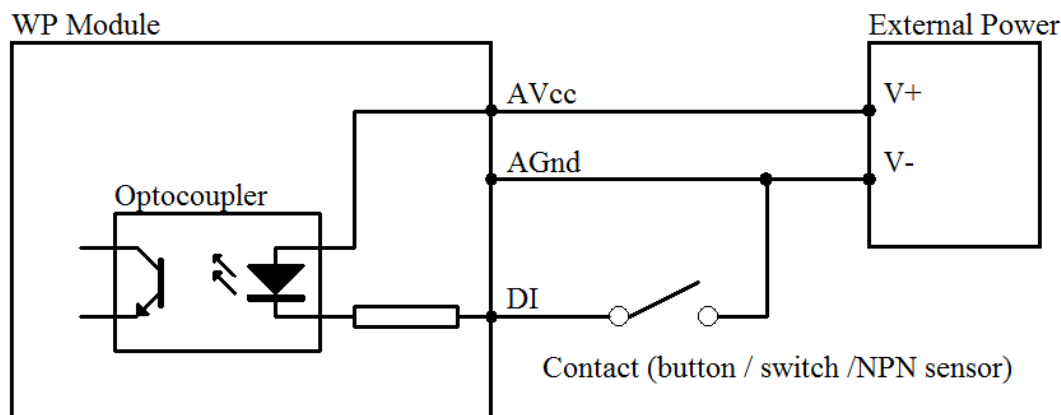 WP Module
External Power
AVcc
V+
AGnd
V-
Optocoupler
DI
Contact (button / switch /NPN sensor)